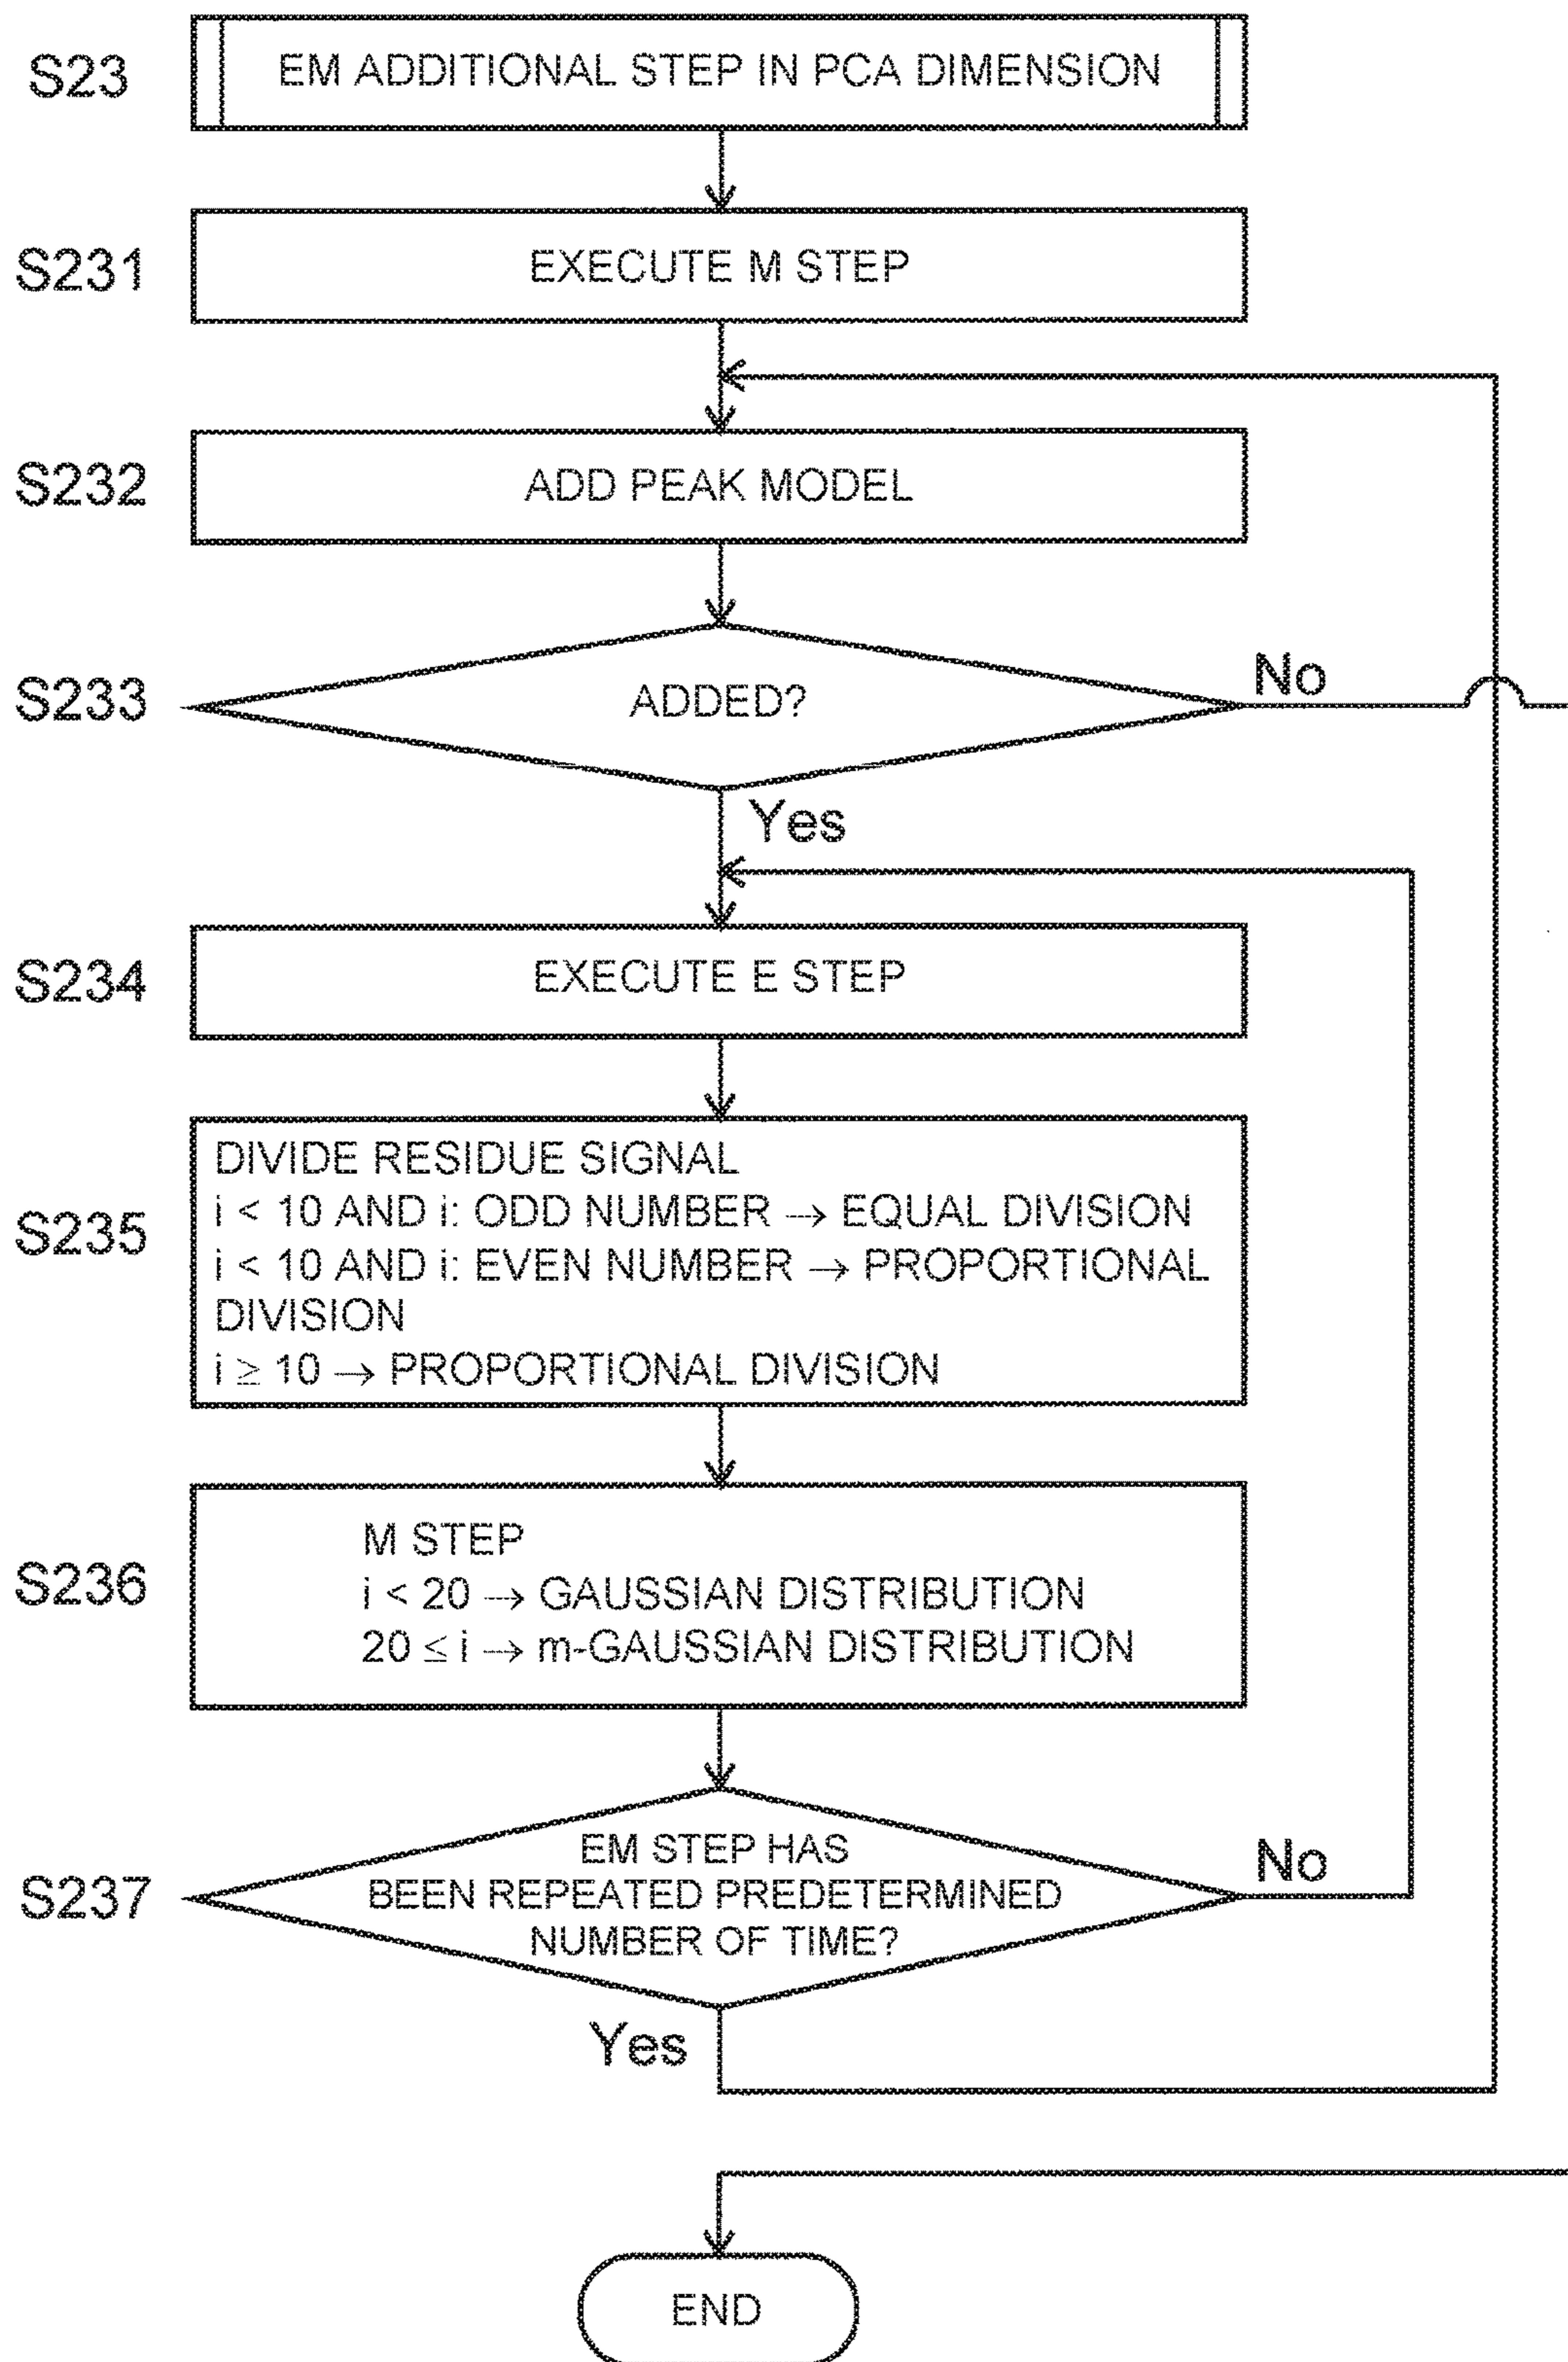 S23
EM ADDITIONAL STEP IN PCA DIMENSION
S231
EXECUTE M STEP
S232
ADD PEAK MODEL
S233
ADDED?
No
Yes
S234
EXECUTE E STEP
S235
DIVIDE RESIDUE SIGNAL
i < 10 AND i: ODD NUMBER → EQUAL DIVISION
i < 10 AND i: EVEN NUMBER → PROPORTIONAL
DIVISION
i ≥ 10 → PROPORTIONAL DIVISION
S236
M STEP
i < 20 → GAUSSIAN DISTRIBUTION
20 ≤ i → m-GAUSSIAN DISTRIBUTION
S237
EM STEP HAS
BEEN REPEATED PREDETERMINED
NUMBER OF TIME?
No
Yes
END